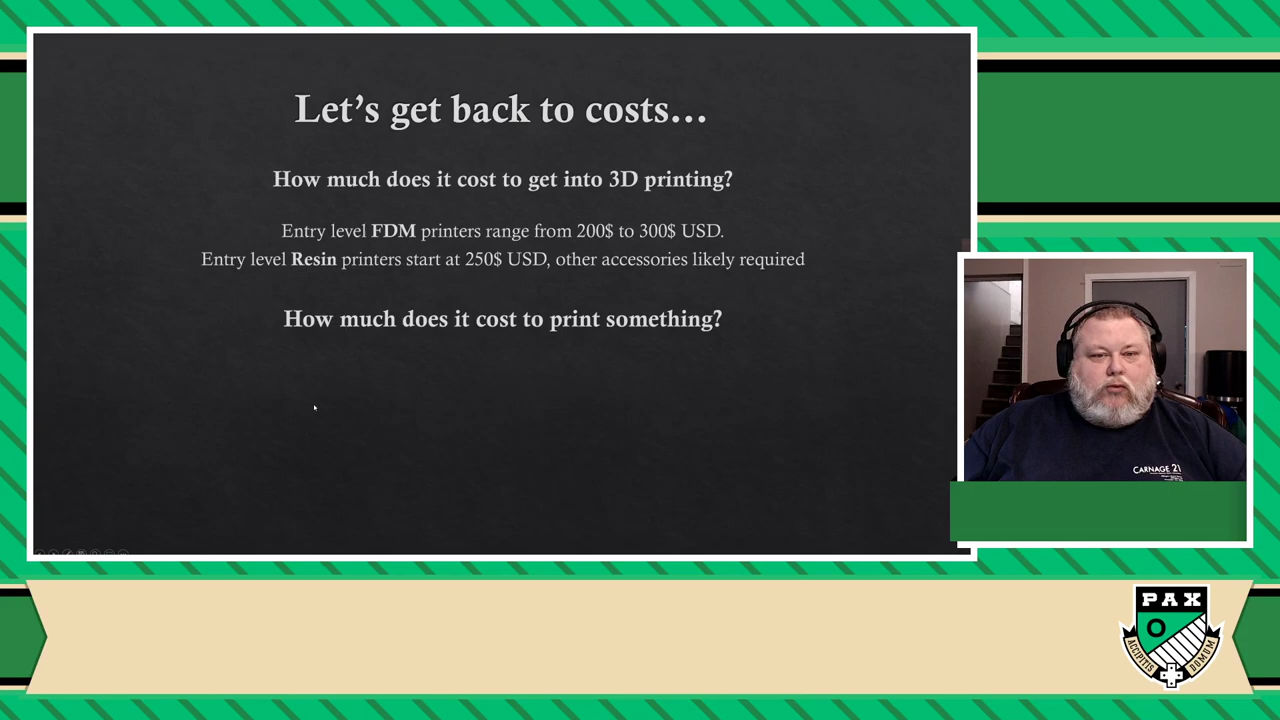 Let's get back to costs...
How much does it cost to get into 3D printing?
Entry level FDM printers range from 200$ to 300$ USD.
Entry level Resin printers start at 250$ USD, other accessories likely required
How much does it cost to print something?
CARNAGE 21
PAX
ACCIPITIS
DOMUM